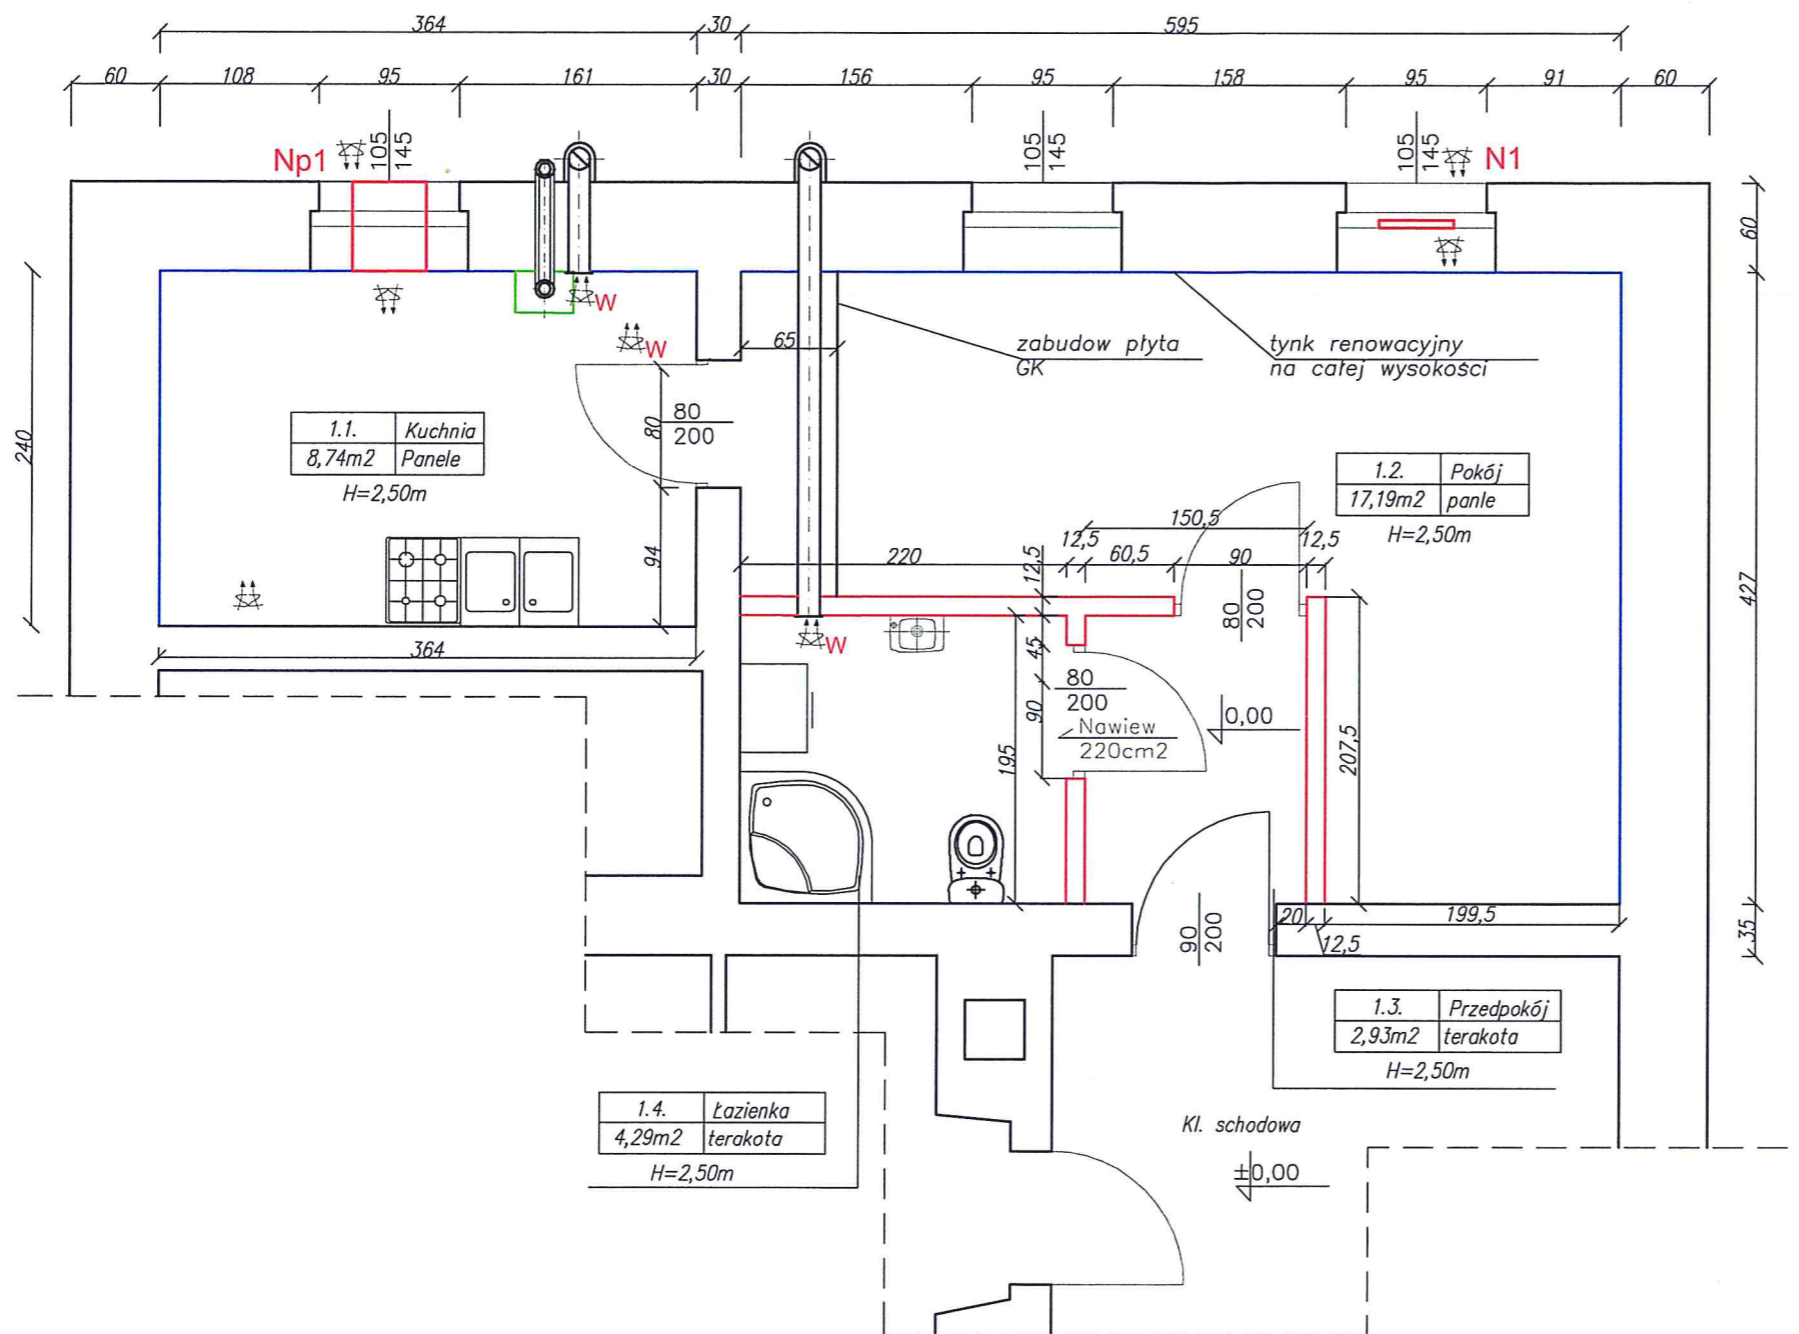 364 30 595
60 108 95 161 30 156 95 158 95 91 60
Np1 105 145 105 145 105 145 N1
60
W
W
65
zabudow płyta
GK
tynk renowacyjny
na całej wysokości
240
1.1. Kuchnia
8,74m2 Panele
H=2,50m
80
80
200
94
1.2. Pokój
17,19m2 panle
H=2,50m
150,5
12,5 12,5
220 12,5 60,5 90
427
80
200
W
364
45
80
200
90
Nawiew
220cm2
0,00
195
207,5
90
200
20 199,5
12,5
35
1.3. Przedpokój
2,93m2 terakota
H=2,50m
1.4. Łazienka
4,29m2 terakota
H=2,50m
Kl. schodowa
±0,00